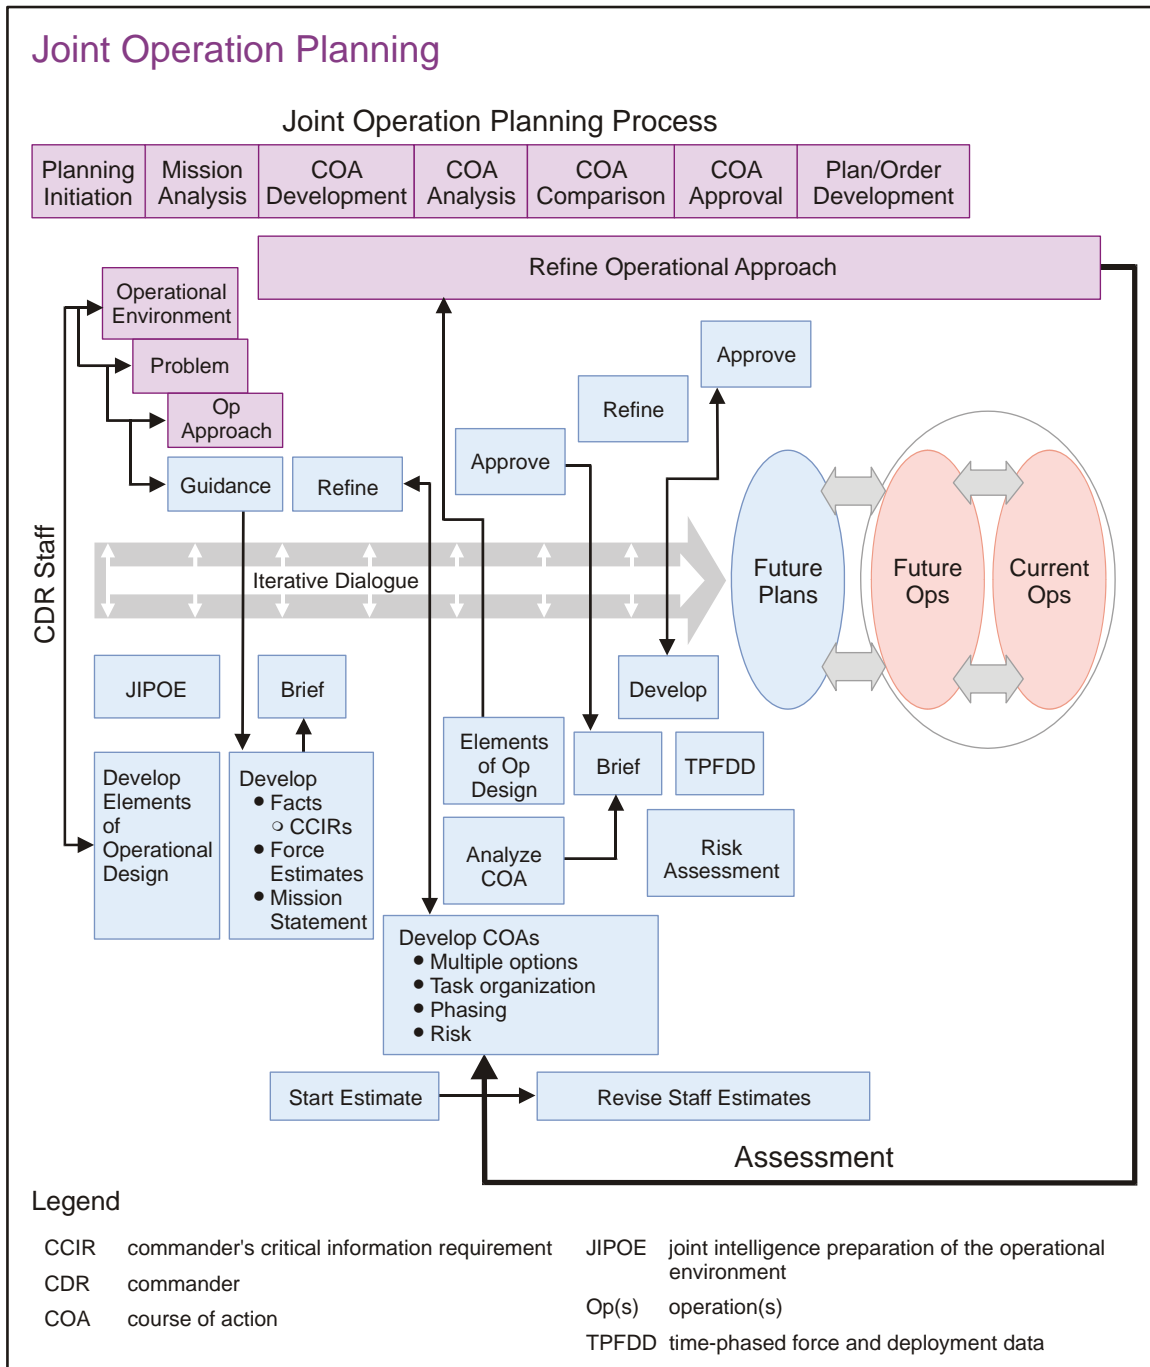 Joint Operation Planning
Joint Operation Planning Process
Planning
Initiation
Mission
Analysis
COA
Development
COA
Analysis
COA
Comparison
COA
Approval
Plan/Order
Development
Refine Operational Approach
Operational
Environment
Problem
Op
Approach
Guidance
Refine
Approve
Refine
Approve
CDR Staff
Iterative Dialogue
Future
Plans
Future
Ops
Current
Ops
JIPOE
Brief
Develop
Elements
of Op
Design
Brief
TPFDD
Develop
Elements
of
Operational
Design
Develop
● Facts
○ CCIRs
● Force
Estimates
● Mission
Statement
Analyze
COA
Risk
Assessment
Develop COAs
● Multiple options
● Task organization
● Phasing
● Risk
Start Estimate
Revise Staff Estimates
Assessment
Legend
CCIR commander's critical information requirement
CDR commander
COA course of action
JIPOE joint intelligence preparation of the operational
environment
Op(s) operation(s)
TPFDD time-phased force and deployment data